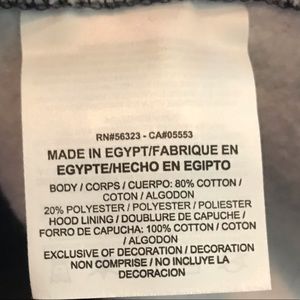 RN#56323 - CA#05553
MADE IN EGYPT/FABRIQUE EN
EGYPTE/HECHO EN EGIPTO
BODY / CORPS / CUERPO: 80% COTTON /
COTON / ALGODON
20% POLYESTER / POLYESTER / POLIESTER
HOOD LINING / DOUBLURE DE CAPUCHE /
FORRO DE CAPUCHA: 100% COTTON / COTON
/ ALGODON
EXCLUSIVE OF DECORATION / DECORATION
NON COMPRISE / NO INCLUYE LA
DECORACION